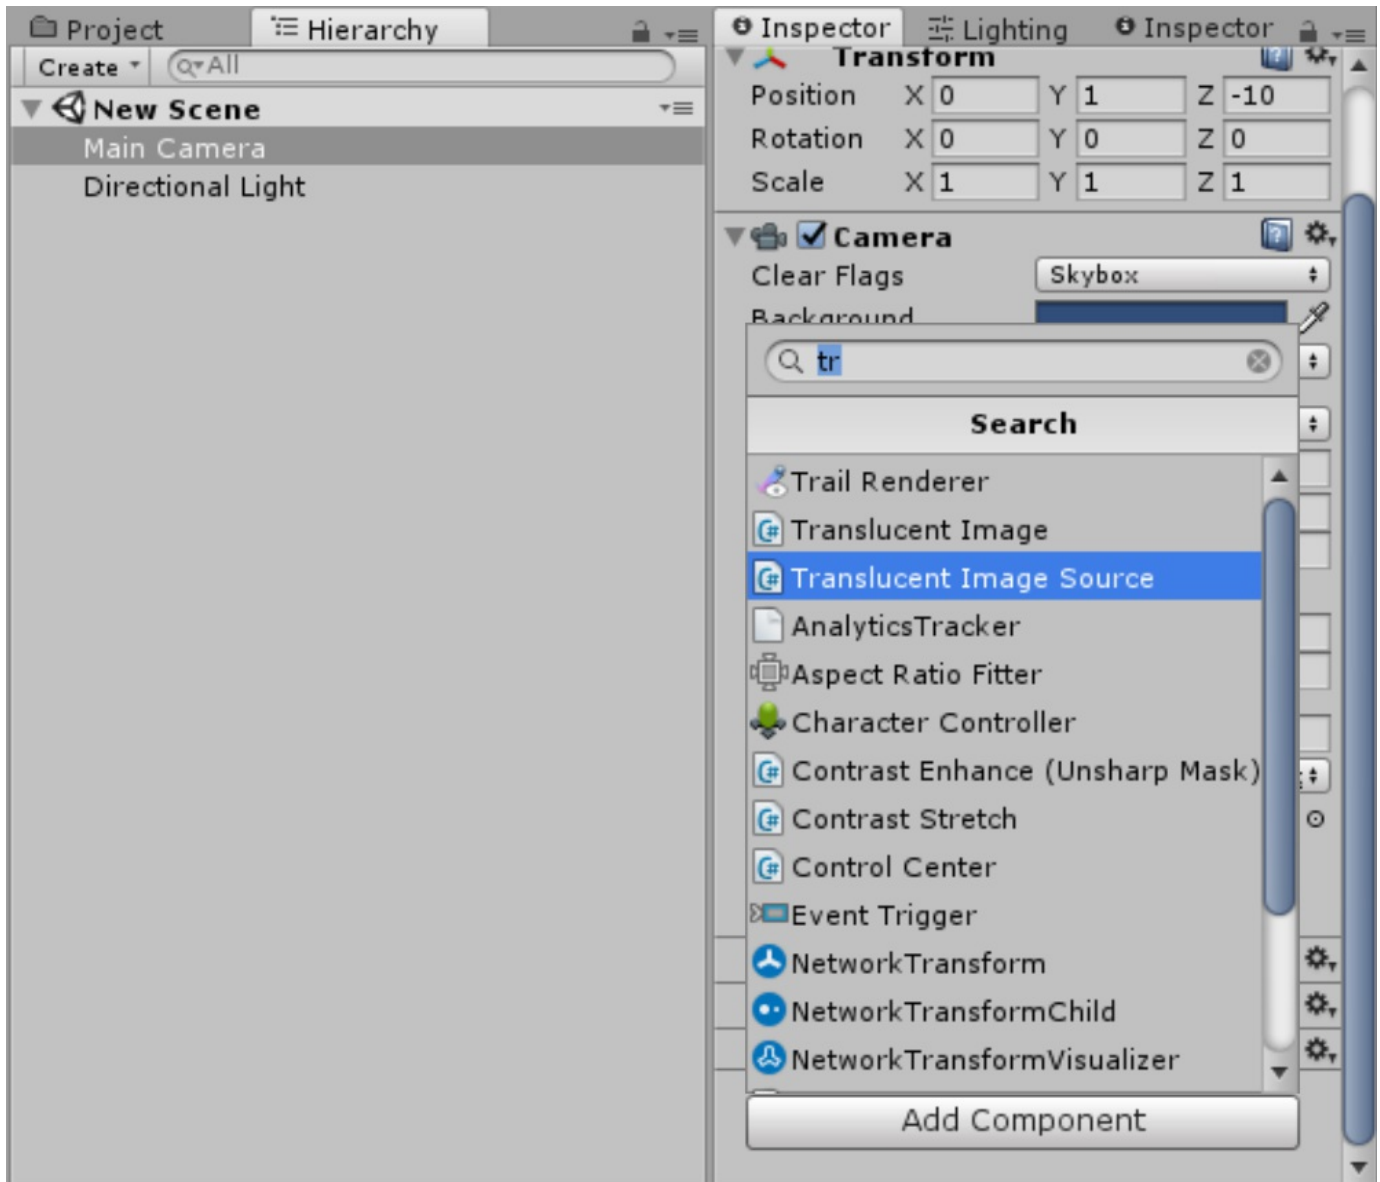 Project
Hierarchy
Create
All
New Scene
Main Camera
Directional Light
Inspector
Lighting
Inspector
Transform
Position X 0 Y 1 Z -10
Rotation X 0 Y 0 Z 0
Scale X 1 Y 1 Z 1
Camera
Clear Flags Skybox
Background
tr
Search
Trail Renderer
Translucent Image
Translucent Image Source
AnalyticsTracker
Aspect Ratio Fitter
Character Controller
Contrast Enhance (Unsharp Mask)
Contrast Stretch
Control Center
Event Trigger
NetworkTransform
NetworkTransformChild
NetworkTransformVisualizer
Add Component